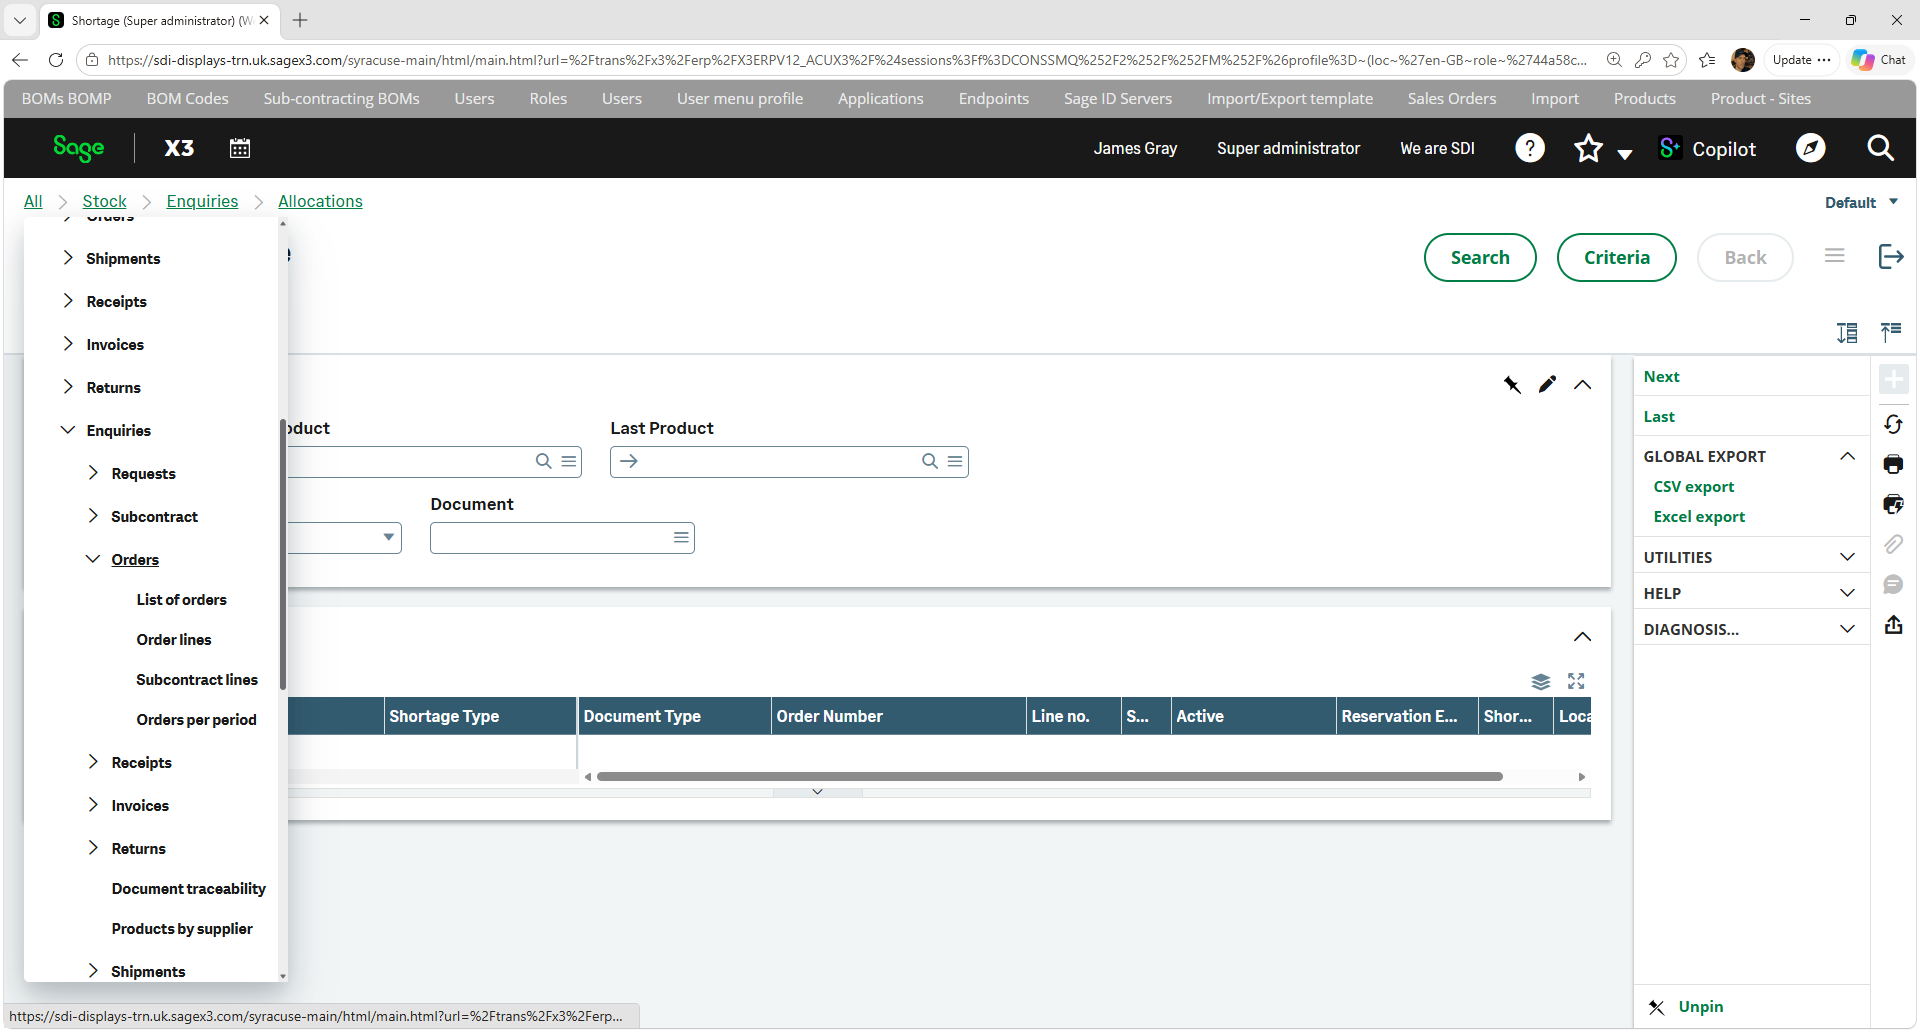 Shortage (Super administrator) (W
https://sdi-displays-trn.uk.sagex3.com/syracuse-main/html/main.html?url=%2Ftrans%2Fx3%2Ferp%2FX3ERPV12_ACUX3%2F%24sessions%3Ff%3DCONSSMQ%252F2%252F%252FM%252F%26profile%3D~(loc~%27en-GB~role~%2744a58c...
Update ...
Chat
BOMs BOMP
BOM Codes
Sub-contracting BOMs
Users
Roles
Users
User menu profile
Applications
Endpoints
Sage ID Servers
Import/Export template
Sales Orders
Import
Products
Product - Sites
Sage
X3
James Gray
Super administrator
We are SDI
?
Copilot
All
Stock
Enquiries
Allocations
Default
Orders
Shipments
Receipts
Invoices
Returns
Enquiries
Requests
Subcontract
Orders
List of orders
Order lines
Subcontract lines
Orders per period
Receipts
Invoices
Returns
Document traceability
Products by supplier
Shipments
e
Search
Criteria
Back
oduct
Last Product
Document
Shortage Type
Document Type
Order Number
Line no.
S...
Active
Reservation E...
Shor...
Loca
Next
Last
GLOBAL EXPORT
CSV export
Excel export
UTILITIES
HELP
DIAGNOSIS...
Unpin
https://sdi-displays-trn.uk.sagex3.com/syracuse-main/html/main.html?url=%2Ftrans%2Fx3%2Ferp...